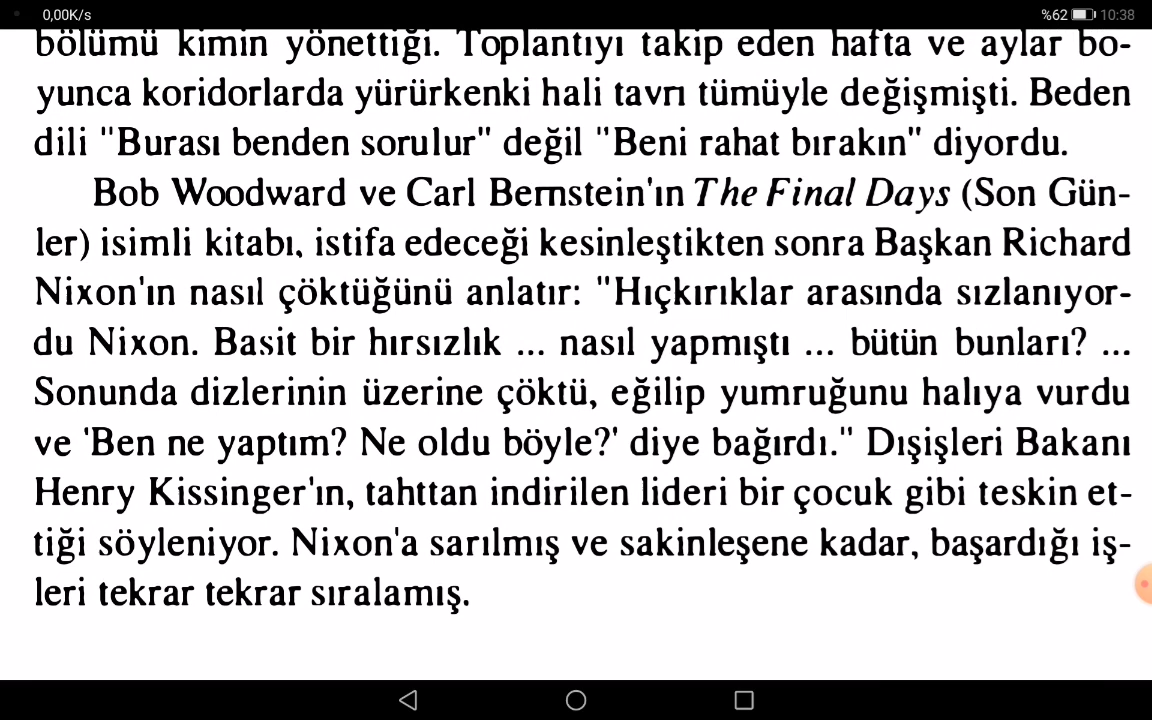 0,00K/s
%62 10:38
bölümü kimin yönettiği. Toplantıyı takip eden hafta ve aylar bo-
yunca koridorlarda yürürkenki hali tavrı tümüyle değişmişti. Beden
dili "Burası benden sorulur" değil "Beni rahat bırakın" diyordu.
Bob Woodward ve Carl Bernstein'ın The Final Days (Son Gün-
ler) isimli kitabı, istifa edeceği kesinleştikten sonra Başkan Richard
Nixon'ın nasıl çöktüğünü anlatır: "Hıçkırıklar arasında sızlanıyor-
du Nixon. Basit bir hırsızlık ... nasıl yapmıştı ... bütün bunları? ...
Sonunda dizlerinin üzerine çöktü, eğilip yumruğunu halıya vurdu
ve 'Ben ne yaptım? Ne oldu böyle?' diye bağırdı." Dışişleri Bakanı
Henry Kissinger'ın, tahttan indirilen lideri bir çocuk gibi teskin et-
tiği söyleniyor. Nixon'a sarılmış ve sakinleşene kadar, başardığı iş-
leri tekrar tekrar sıralamış.